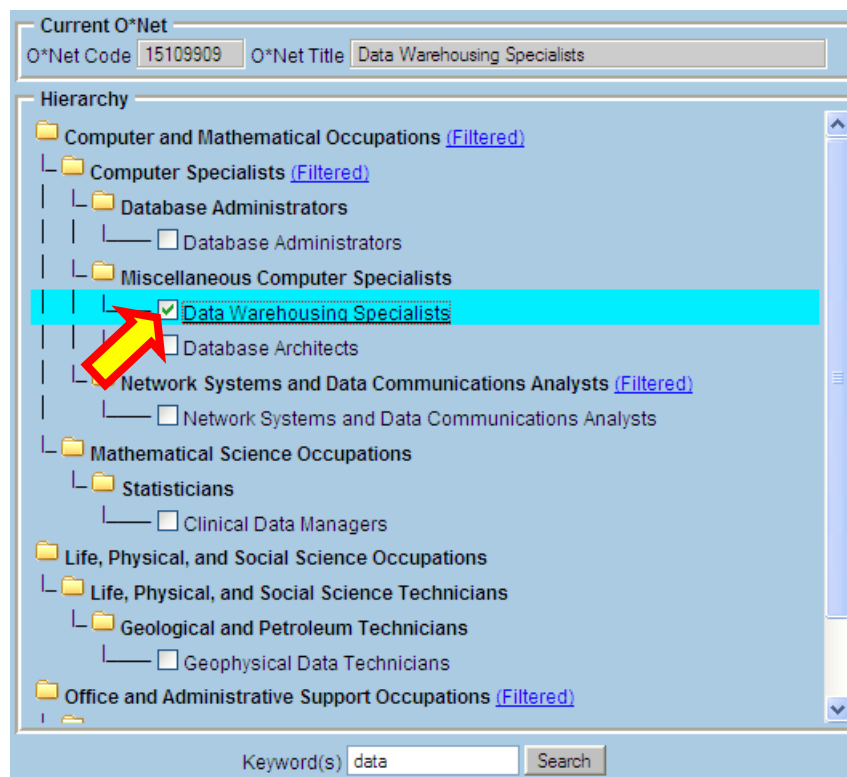 Current O*Net
O*Net Code 15109909 O*Net Title Data Warehousing Specialists
Hierarchy
Computer and Mathematical Occupations (Filtered)
Computer Specialists (Filtered)
Database Administrators
Database Administrators
Miscellaneous Computer Specialists
Data Warehousing Specialists
Database Architects
Network Systems and Data Communications Analysts (Filtered)
Network Systems and Data Communications Analysts
Mathematical Science Occupations
Statisticians
Clinical Data Managers
Life, Physical, and Social Science Occupations
Life, Physical, and Social Science Technicians
Geological and Petroleum Technicians
Geophysical Data Technicians
Office and Administrative Support Occupations (Filtered)
Keyword(s) data Search